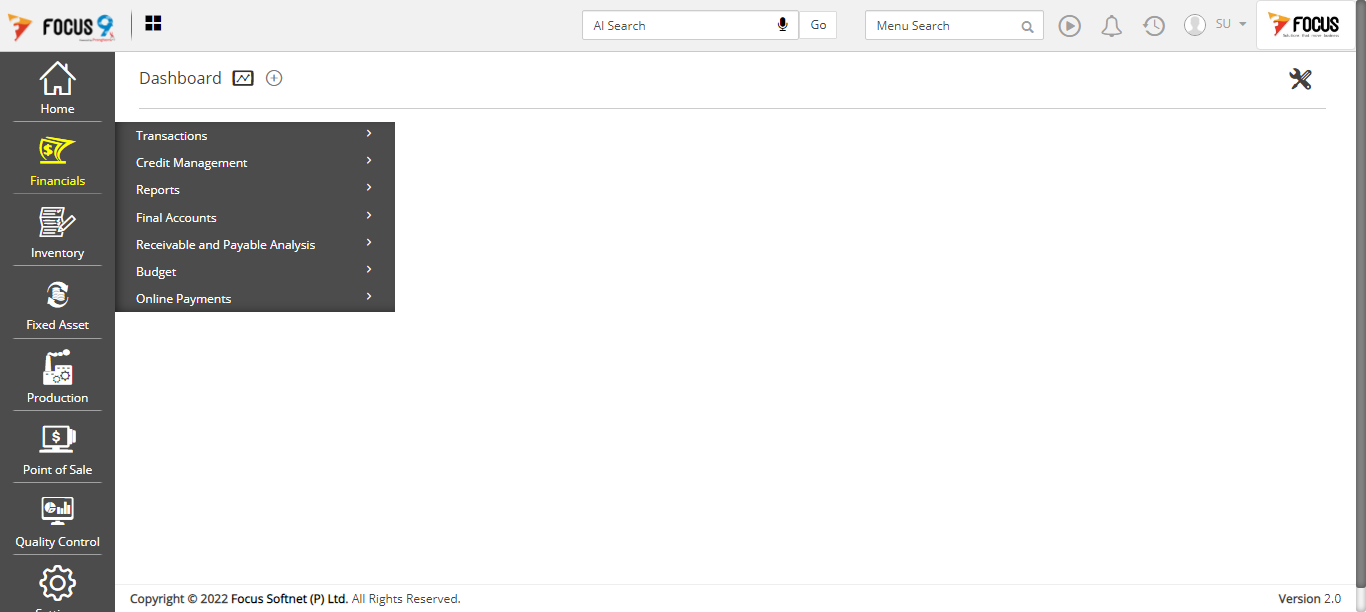 FOCUS 9
AI Search
Go
Menu Search
SU
FOCUS
Home
Financials
Inventory
Fixed Asset
Production
Point of Sale
Quality Control
Dashboard
Transactions
Credit Management
Reports
Final Accounts
Receivable and Payable Analysis
Budget
Online Payments
Copyright © 2022 Focus Softnet (P) Ltd. All Rights Reserved.
Version 2.0